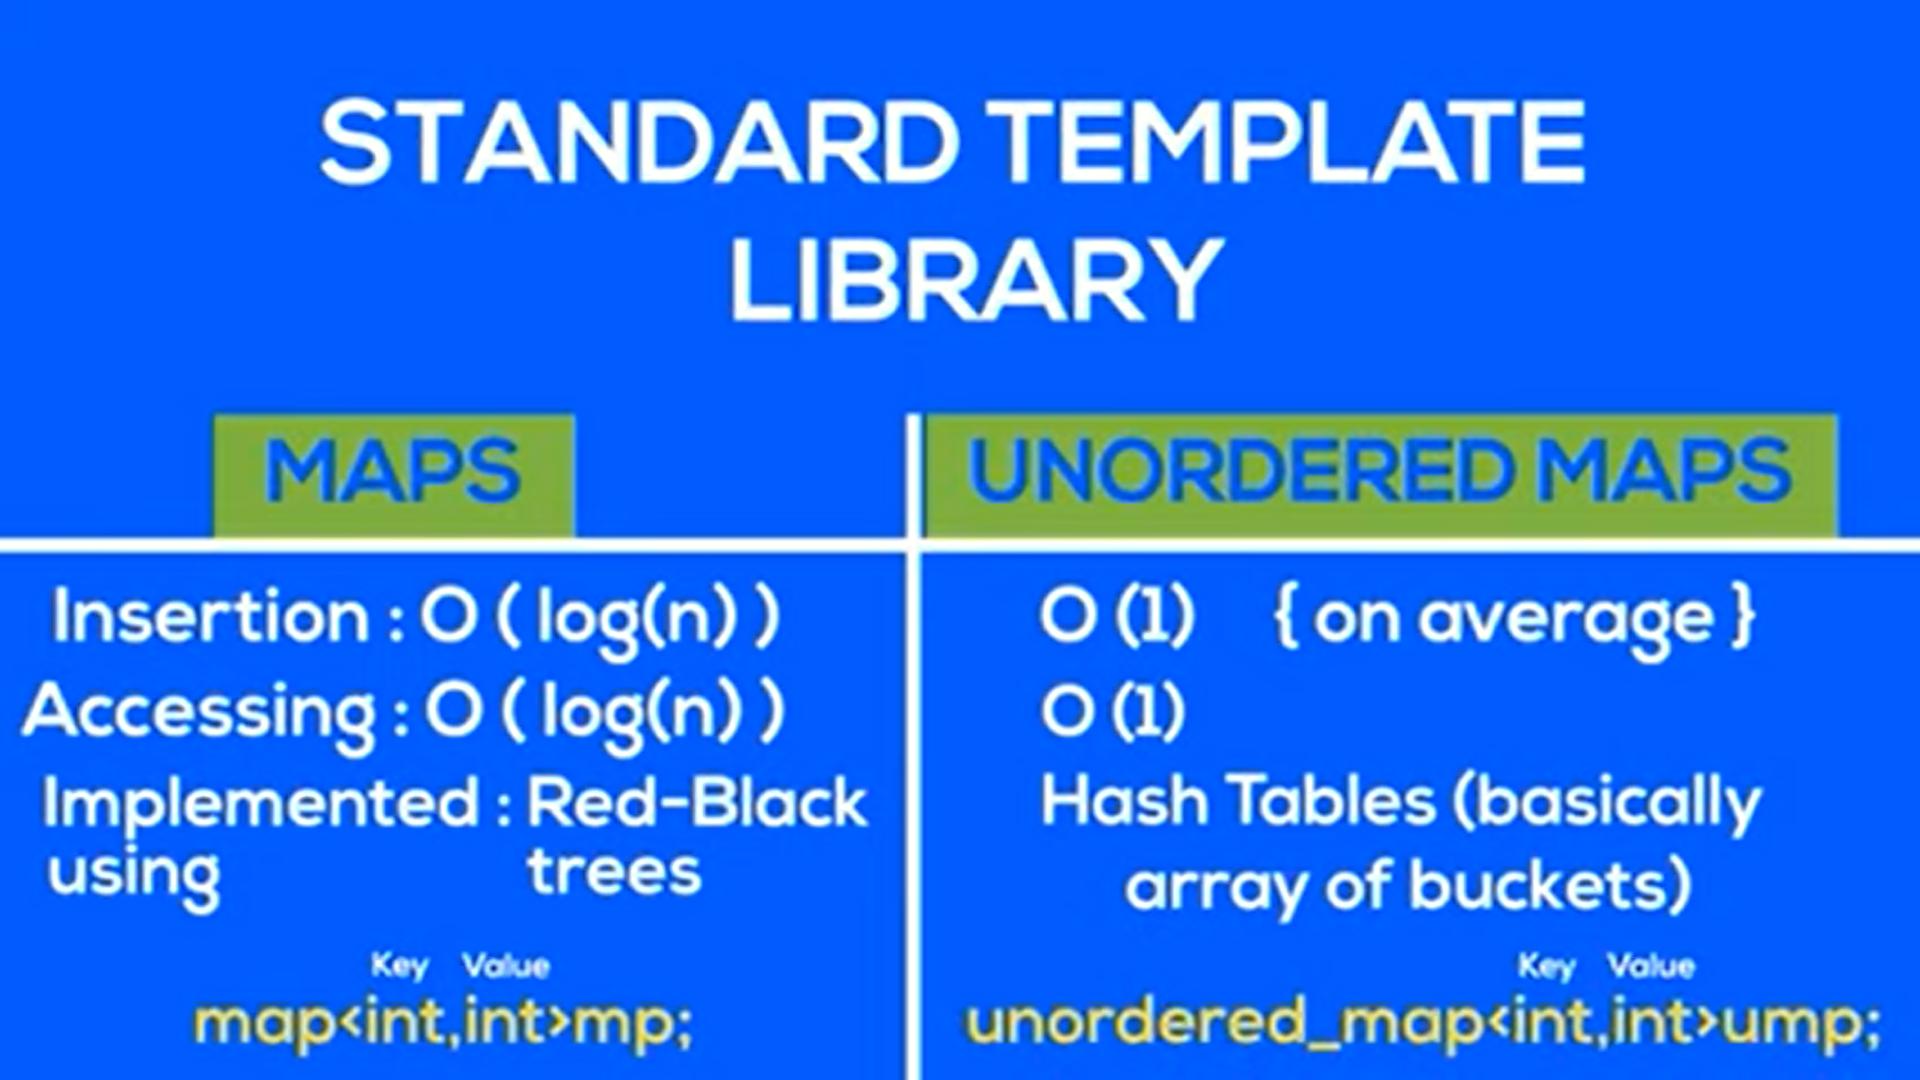 STANDARD TEMPLATE
LIBRARY
MAPS
UNORDERED MAPS
Insertion : O ( log(n) )
O (1) { on average }
Accessing : O ( log(n) )
O (1)
Implemented : Red-Black
using trees
Hash Tables (basically
array of buckets)
Key Value
map<int,int>mp;
Key Value
unordered_map<int,int>ump;